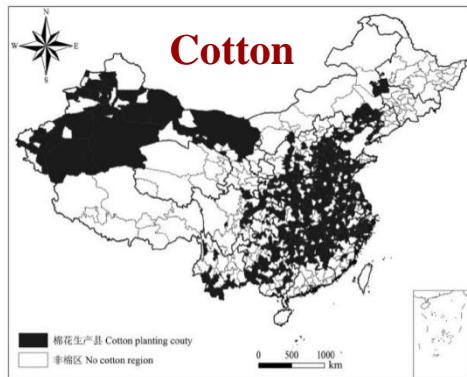 N
W E
S
Cotton
棉花生产县 Cotton planting couty
非棉区 No cotton region
0 500 1000
km